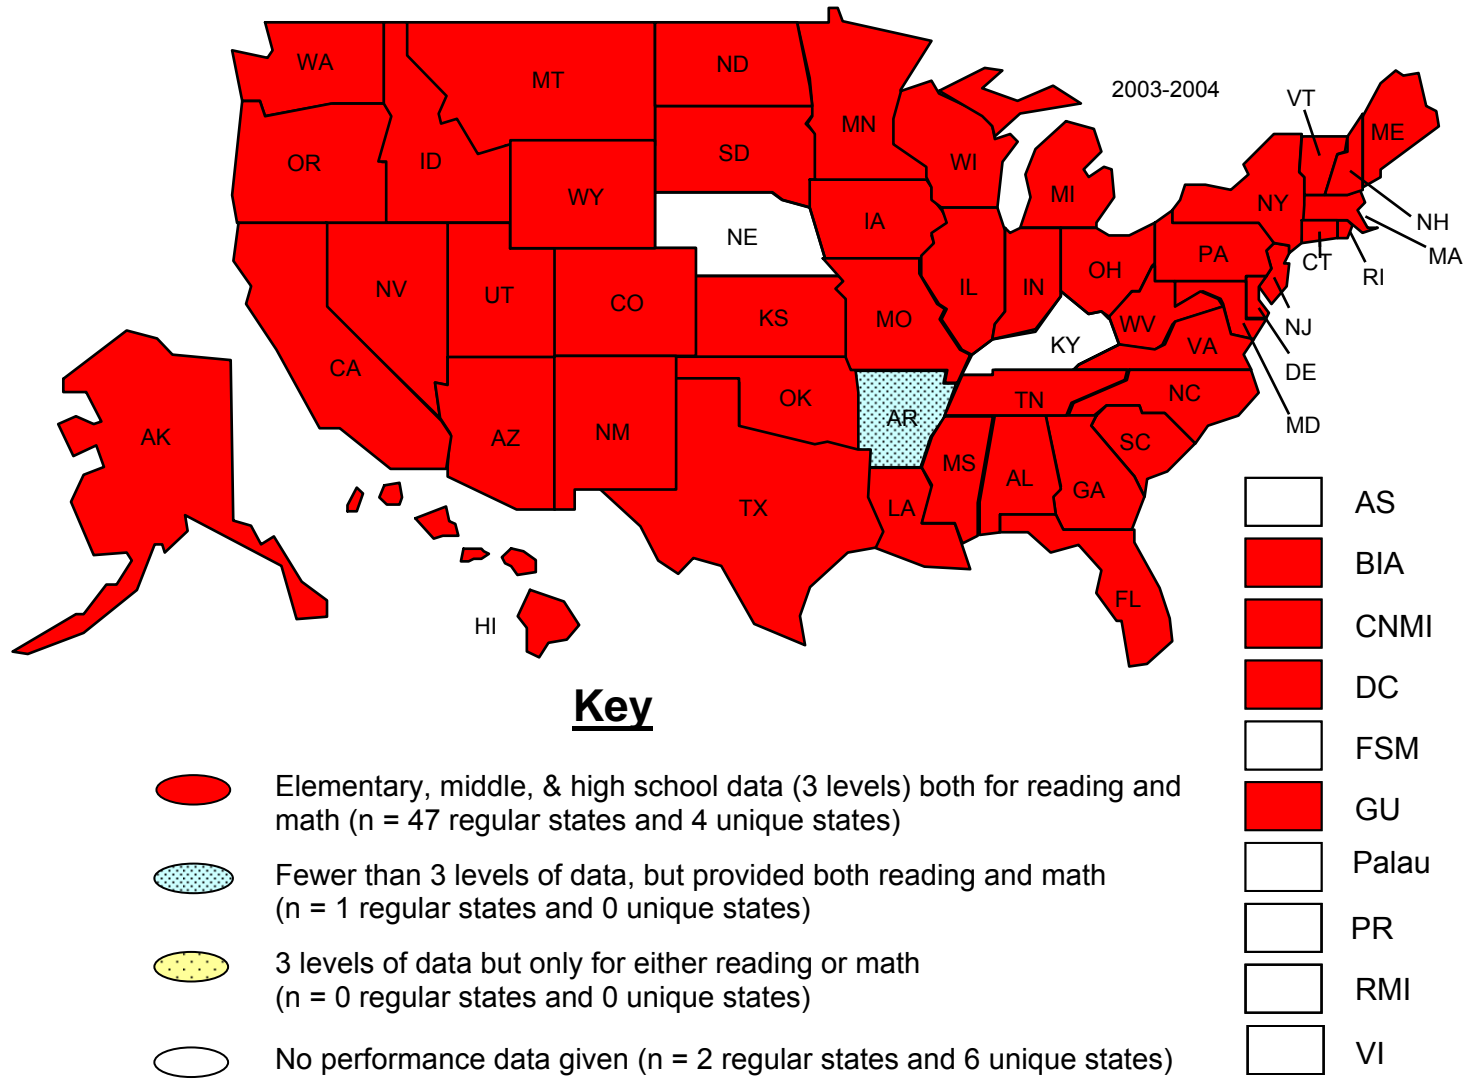 WA
MT
ND
MN
2003-2004
VT
ME
OR
ID
SD
WI
MI
WY
NY
NH
NE
IA
PA
MA
CT
RI
NV
UT
CO
IL
IN
OH
KS
MO
WV
NJ
KY
VA
DE
CA
OK
AR
TN
NC
MD
AK
AZ
NM
MS
AL
GA
SC
TX
LA
FL
HI
AS
BIA
CNMI
DC
FSM
GU
Palau
PR
RMI
VI
Key
Elementary, middle, & high school data (3 levels) both for reading and
math (n = 47 regular states and 4 unique states)
Fewer than 3 levels of data, but provided both reading and math
(n = 1 regular states and 0 unique states)
3 levels of data but only for either reading or math
(n = 0 regular states and 0 unique states)
No performance data given (n = 2 regular states and 6 unique states)